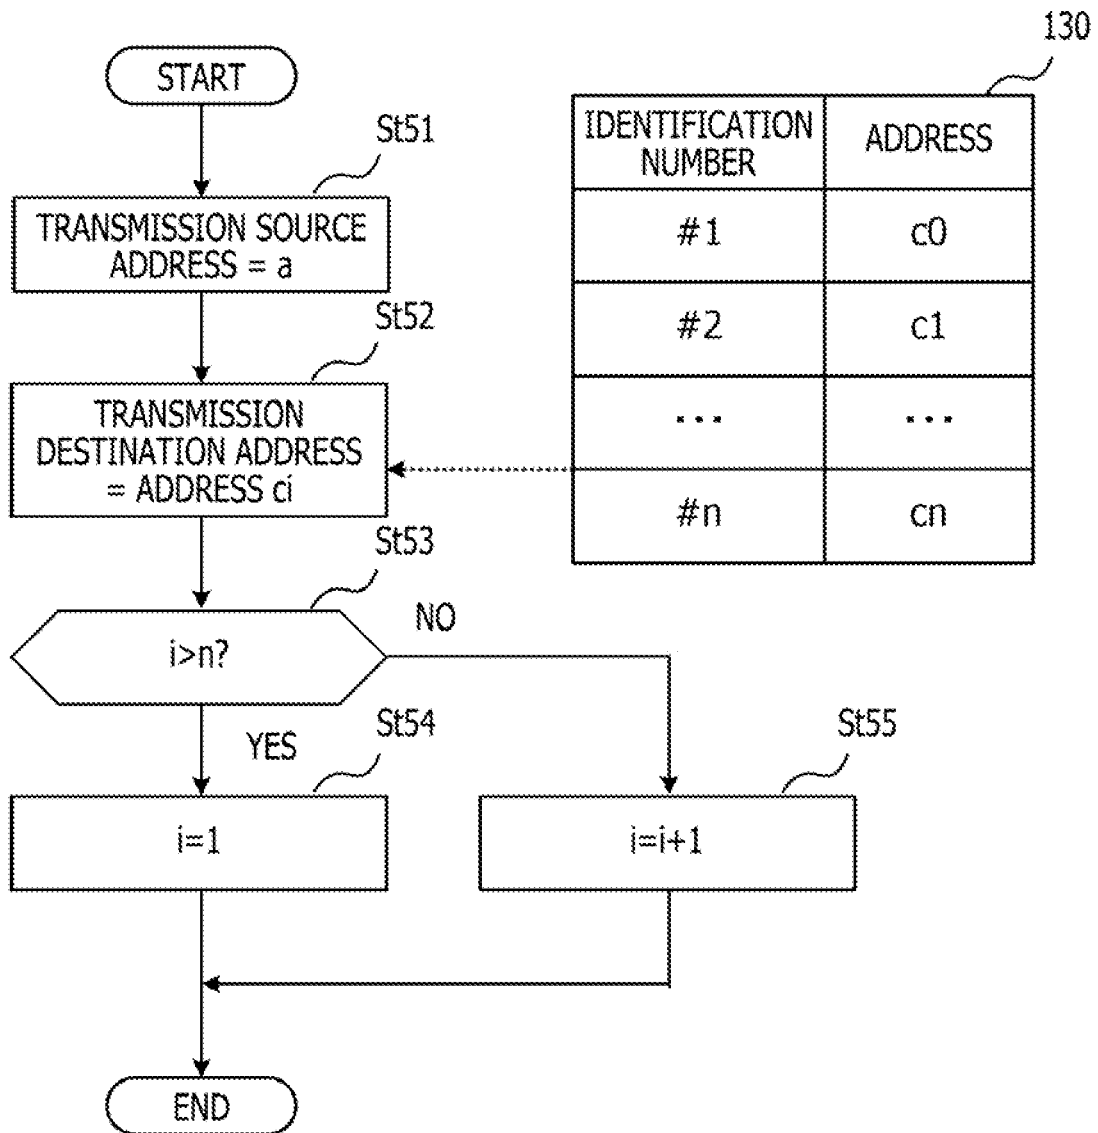 START
St51
TRANSMISSION SOURCE
ADDRESS = a
St52
TRANSMISSION
DESTINATION ADDRESS
= ADDRESS ci
St53
i>n?
NO
YES
St54
i=1
St55
i=i+1
END
130
IDENTIFICATION
NUMBER
ADDRESS
#1
c0
#2
c1
...
...
#n
cn